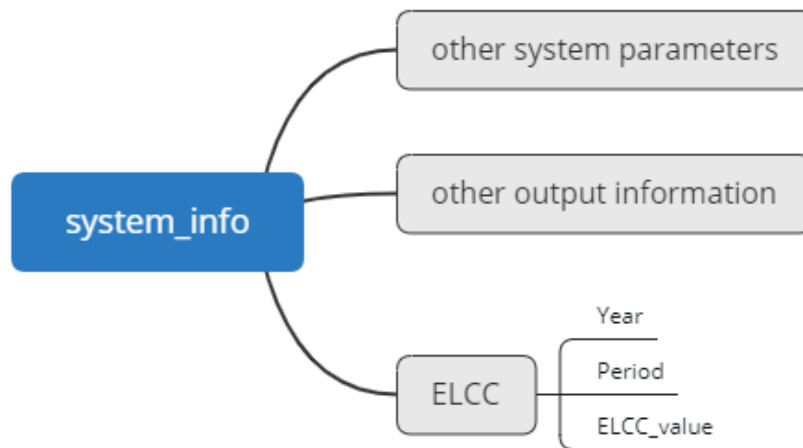 other system parameters
other output information
system_info
Year
Period
ELCC
ELCC_value